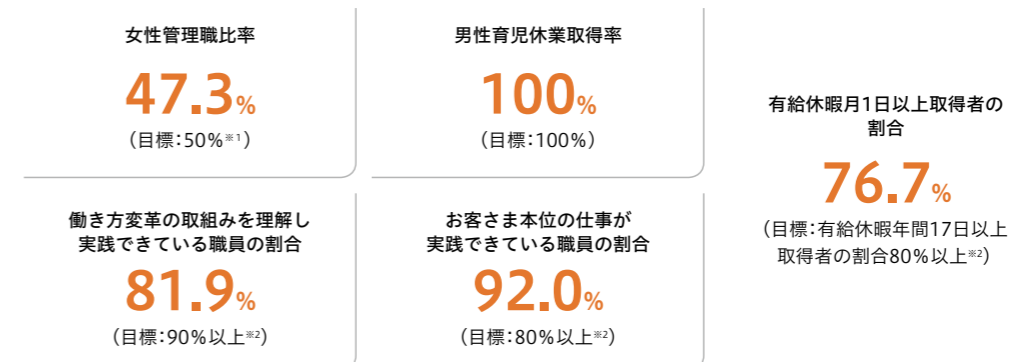 女性管理職比率
47.3%
（目標：50%※1）
男性育児休業取得率
100%
（目標：100%）
働き方変革の取組みを理解し
実践できている職員の割合
81.9%
（目標：90%以上※2）
お客さま本位の仕事が
実践できている職員の割合
92.0%
（目標：80%以上※2）
有給休暇月1日以上取得者の
割合
76.7%
（目標：有給休暇年間17日以上
取得者の割合80%以上※2）